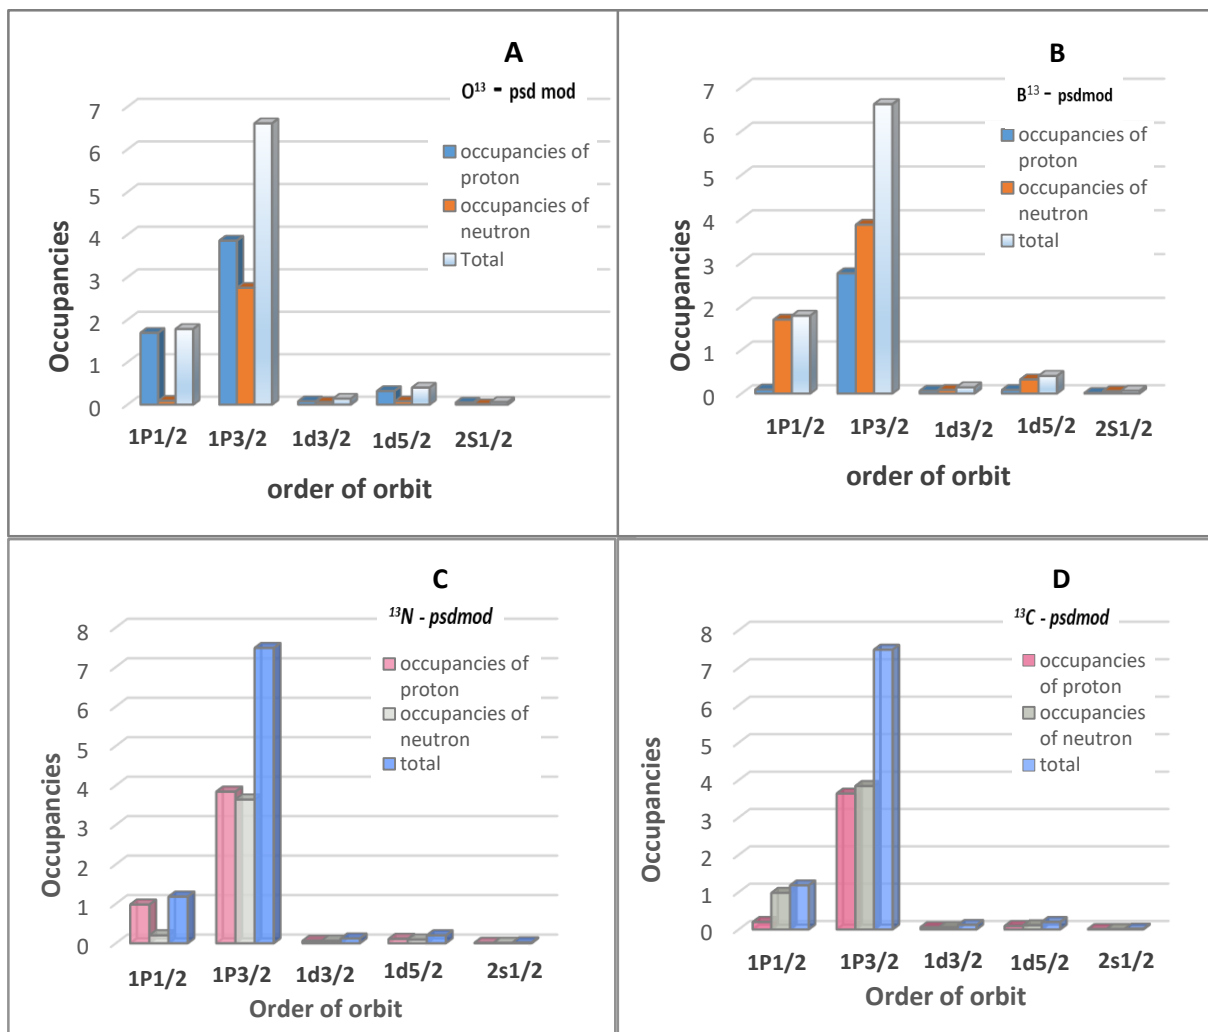 A
O¹³ - psd mod
7
6
5
4
3
2
1
0
Occupancies
occupancies of
proton
occupancies of
neutron
Total
1P1/2 1P3/2 1d3/2 1d5/2 2S1/2
order of orbit
B
B¹³ - psdmod
7
6
5
4
3
2
1
0
Occupancies
occupancies of
proton
occupancies of
neutron
total
1P1/2 1P3/2 1d3/2 1d5/2 2S1/2
order of orbit
C
¹³N - psdmod
8
7
6
5
4
3
2
1
0
Occupancies
occupancies of
proton
occupancies of
neutron
total
1P1/2 1P3/2 1d3/2 1d5/2 2s1/2
Order of orbit
D
¹³C - psdmod
8
7
6
5
4
3
2
1
0
Occupancies
occupancies
of proton
occupancies
of neutron
total
1P1/2 1P3/2 1d3/2 1d5/2 2s1/2
Order of orbit